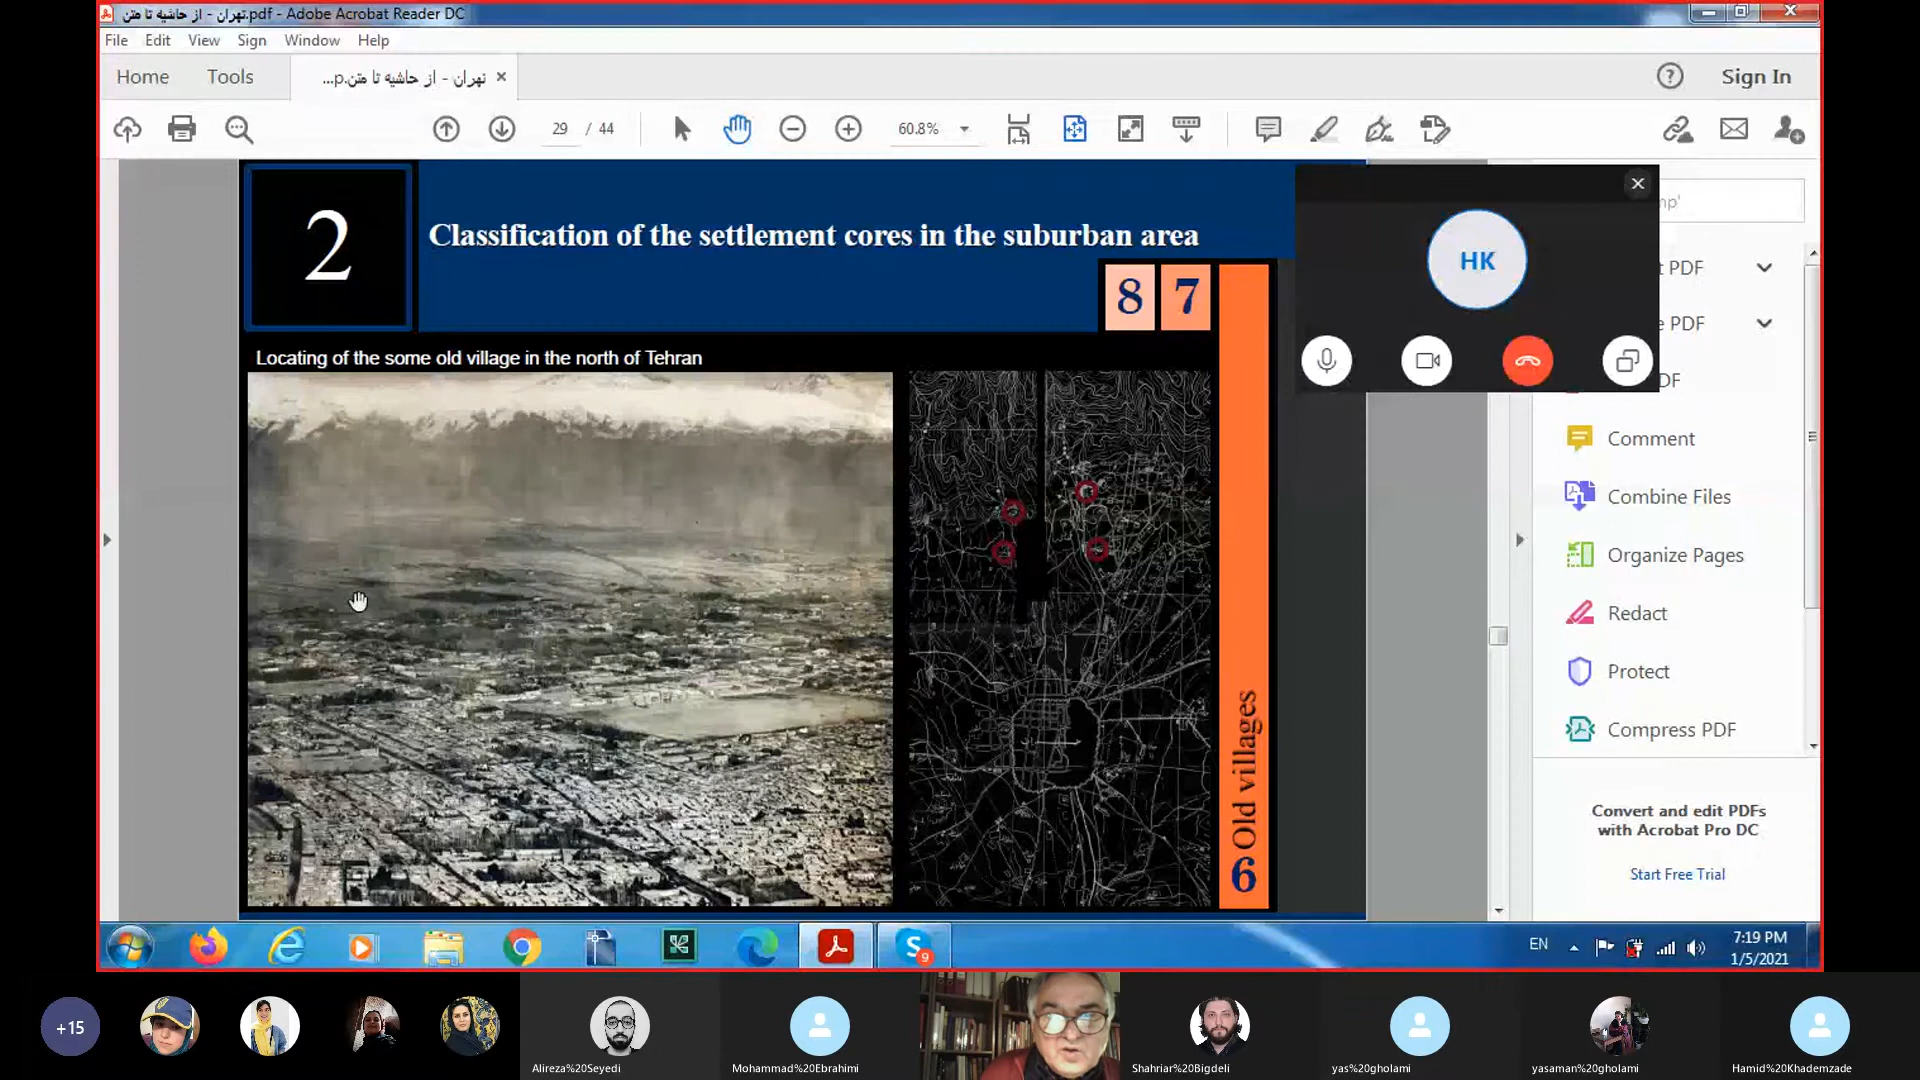 تهران - از حاشیه تا متن.pdf - Adobe Acrobat Reader DC
File Edit View Sign Window Help
Home Tools تهران - از حاشیه تا متن.p... × Sign In
29 / 44 60.8%
2
Classification of the settlement cores in the suburban area
8 7
Locating of the some old village in the north of Tehran
6 Old villages
HK
mp'
t PDF
e PDF
DF
Comment
Combine Files
Organize Pages
Redact
Protect
Compress PDF
Convert and edit PDFs
with Acrobat Pro DC
Start Free Trial
9
EN
7:19 PM
1/5/2021
+15
Alireza%20Seyedi
Mohammad%20Ebrahimi
Shahriar%20Bigdeli
yas%20gholami
yasaman%20gholami
Hamid%20Khademzade